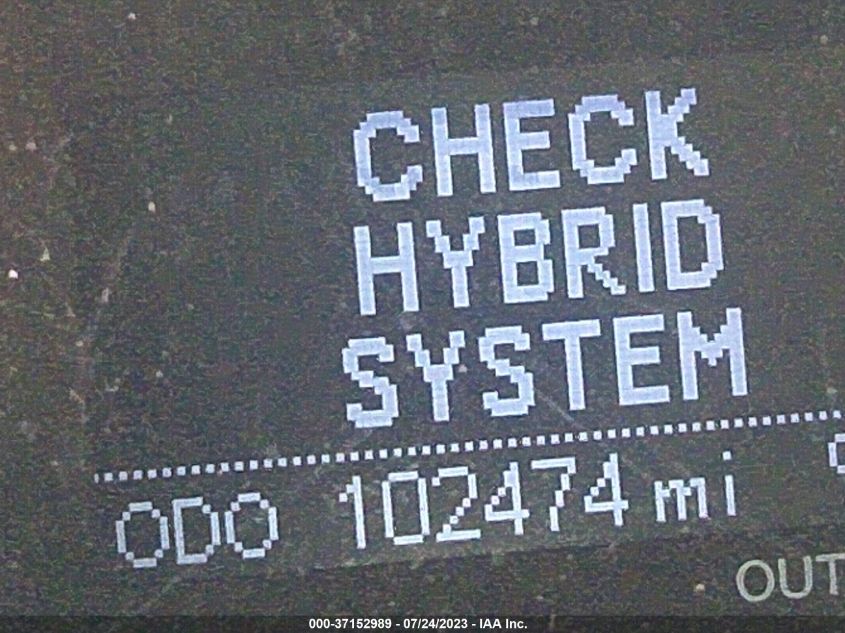 CHECK
HYBRID
SYSTEM
ODO 102474 mi
OUT
000-37152989 - 07/24/2023 - IAA Inc.